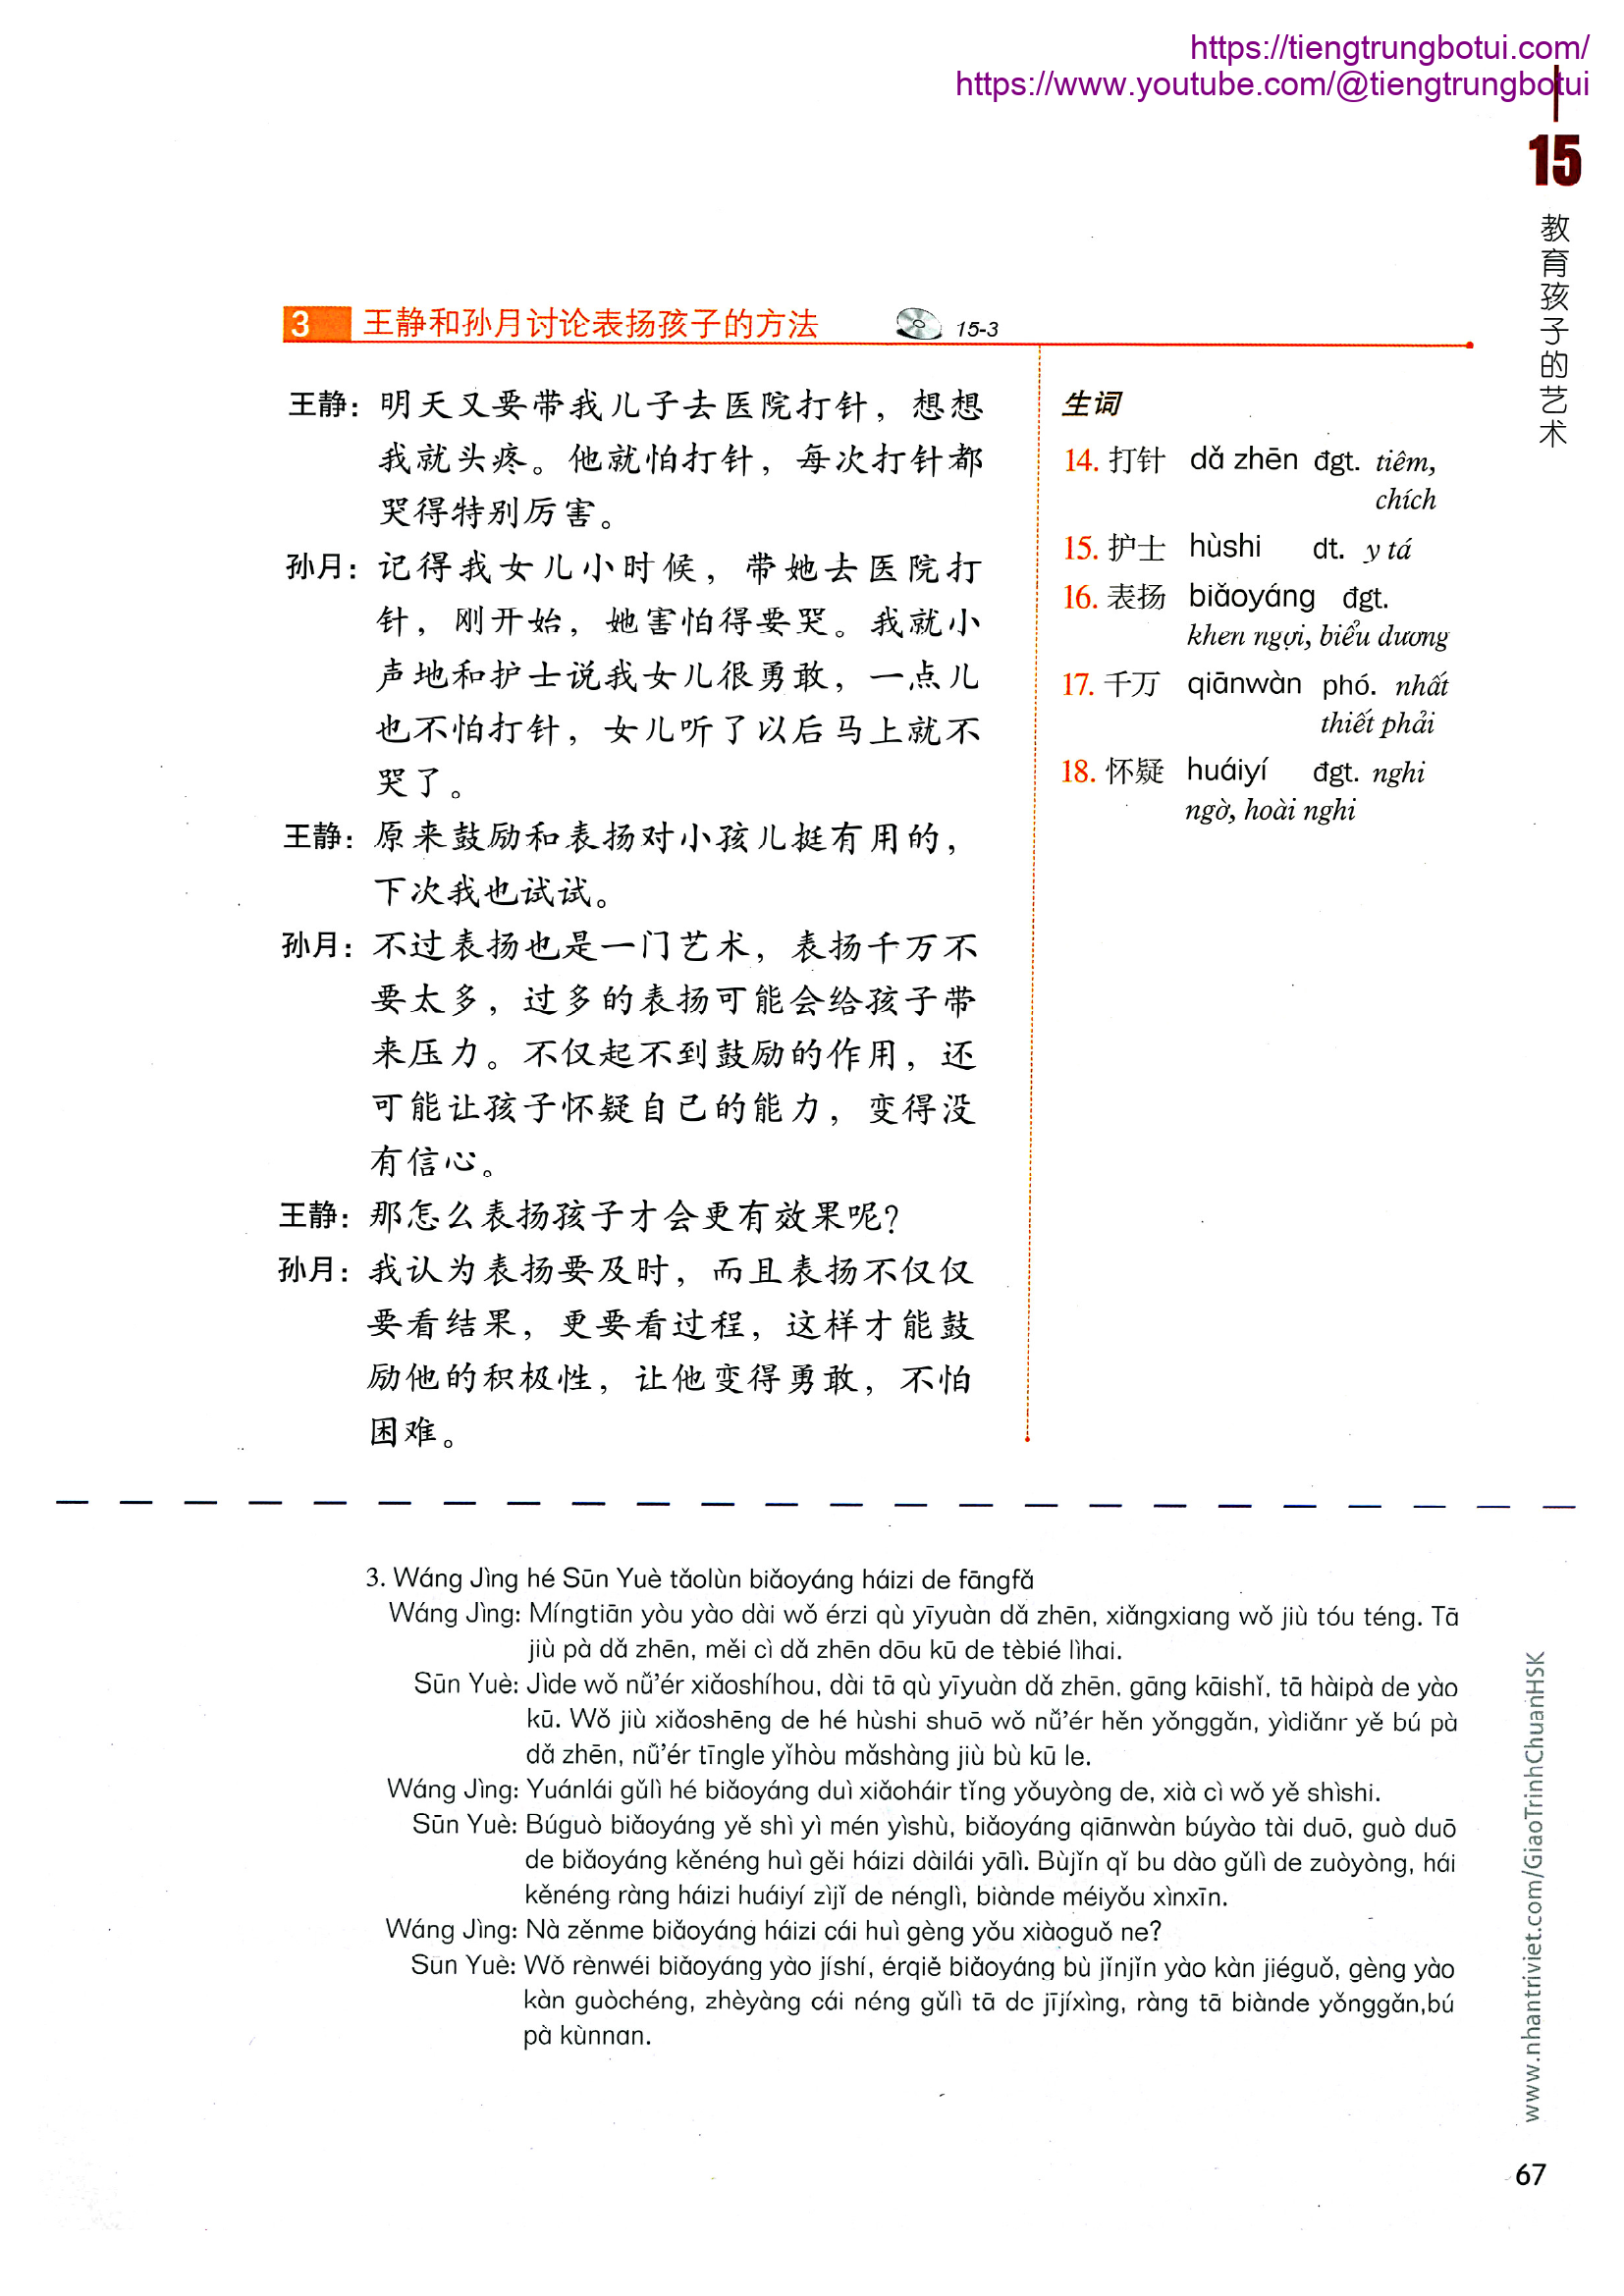 https://tiengtrungbotui.com/
https://www.youtube.com/@tiengtrungbotui
15
教育孩子的艺术
3 王静和孙月讨论表扬孩子的方法 15-3
王静：明天又要带我儿子去医院打针，想想
我就头疼。他就怕打针，每次打针都
哭得特别厉害。
孙月：记得我女儿小时候，带她去医院打
针，刚开始，她害怕得要哭。我就小
声地和护士说我女儿很勇敢，一点儿
也不怕打针，女儿听了以后马上就不
哭了。
王静：原来鼓励和表扬对小孩儿挺有用的，
下次我也试试。
孙月：不过表扬也是一门艺术，表扬千万不
要太多，过多的表扬可能会给孩子带
来压力。不仅起不到鼓励的作用，还
可能让孩子怀疑自己的能力，变得没
有信心。
王静：那怎么表扬孩子才会更有效果呢？
孙月：我认为表扬要及时，而且表扬不仅仅
要看结果，更要看过程，这样才能鼓
励他的积极性，让他变得勇敢，不怕
困难。
生词
14. 打针 dǎ zhēn đgt. tiêm,
chích
15. 护士 hùshi dt. y tá
16. 表扬 biǎoyáng đgt.
khen ngợi, biểu dương
17. 千万 qiānwàn phó. nhất
thiết phải
18. 怀疑 huáiyí đgt. nghi
ngờ, hoài nghi
3. Wáng Jìng hé Sūn Yuè tǎolùn biǎoyáng háizi de fāngfǎ
Wáng Jìng: Míngtiān yòu yào dài wǒ érzi qù yīyuàn dǎ zhēn, xiǎngxiang wǒ jiù tóu téng. Tā
jiù pà dǎ zhēn, měi cì dǎ zhēn dōu kū de tèbié lìhai.
Sūn Yuè: Jìde wǒ nǚ'ér xiǎoshíhou, dài tā qù yīyuàn dǎ zhēn, gāng kāishǐ, tā hàipà de yào
kū. Wǒ jiù xiǎoshēng de hé hùshi shuō wǒ nǚ'ér hěn yǒnggǎn, yìdiǎnr yě bú pà
dǎ zhēn, nǚ'ér tīngle yǐhòu mǎshàng jiù bù kū le.
Wáng Jìng: Yuánlái gǔlì hé biǎoyáng duì xiǎoháir tǐng yǒuyòng de, xià cì wǒ yě shìshi.
Sūn Yuè: Búguò biǎoyáng yě shì yì mén yìshù, biǎoyáng qiānwàn búyào tài duō, guò duō
de biǎoyáng kěnéng huì gěi háizi dàilái yālì. Bùjǐn qǐ bu dào gǔlì de zuòyòng, hái
kěnéng ràng háizi huáiyí zìjǐ de nénglì, biànde méiyǒu xìnxīn.
Wáng Jìng: Nà zěnme biǎoyáng háizi cái huì gèng yǒu xiàoguǒ ne?
Sūn Yuè: Wǒ rènwéi biǎoyáng yào jíshí, érqiě biǎoyáng bù jǐnjǐn yào kàn jiéguǒ, gèng yào
kàn guòchéng, zhèyàng cái néng gǔlì tā de jījíxìng, ràng tā biànde yǒnggǎn,bú
pà kùnnan.
www.nhantriviet.com/GiaoTrinhChuanHSK
67